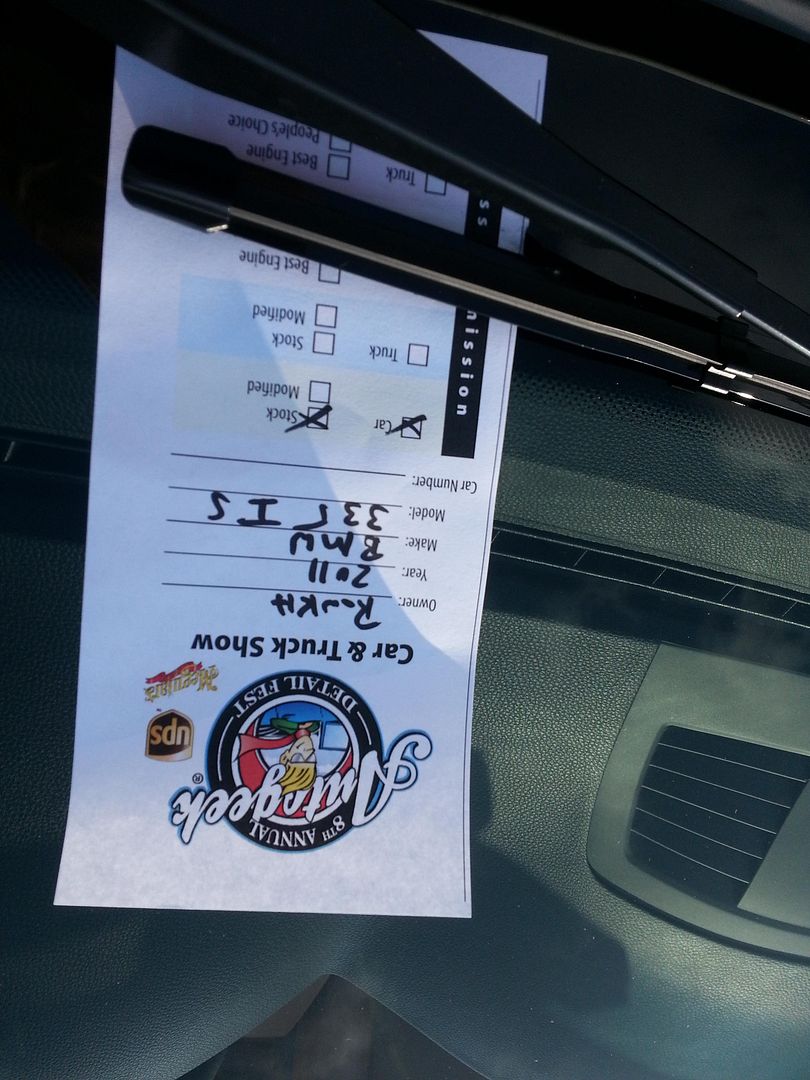 8TH ANNUAL
Autogeek®
DETAIL FEST
ups
Meguiar's
Car & Truck Show
Owner:
Year: 2011
Make: BMW
Model: 335 IS
Car Number:
Car Stock
Modified
Truck Stock
Modified
Best Engine
Truck Best Engine
People's Choice